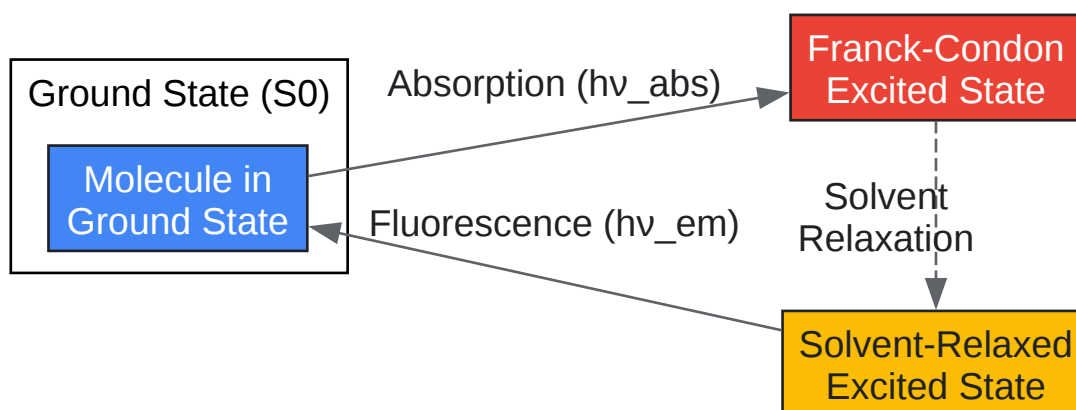 Ground State (S0)
Molecule in
Ground State
Absorption (hν_abs)
Franck-Condon
Excited State
Fluorescence (hν_em)
Solvent
Relaxation
Solvent-Relaxed
Excited State